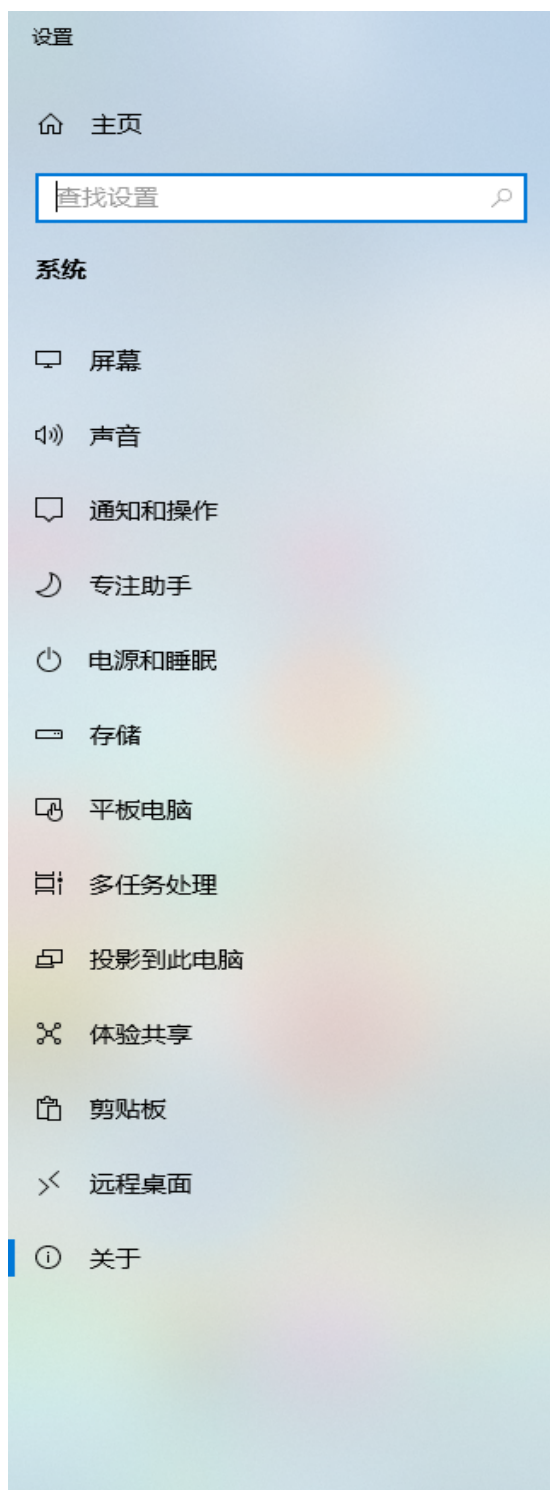 设置
主页
查找设置
系统
屏幕
声音
通知和操作
专注助手
电源和睡眠
存储
平板电脑
多任务处理
投影到此电脑
体验共享
剪贴板
远程桌面
关于